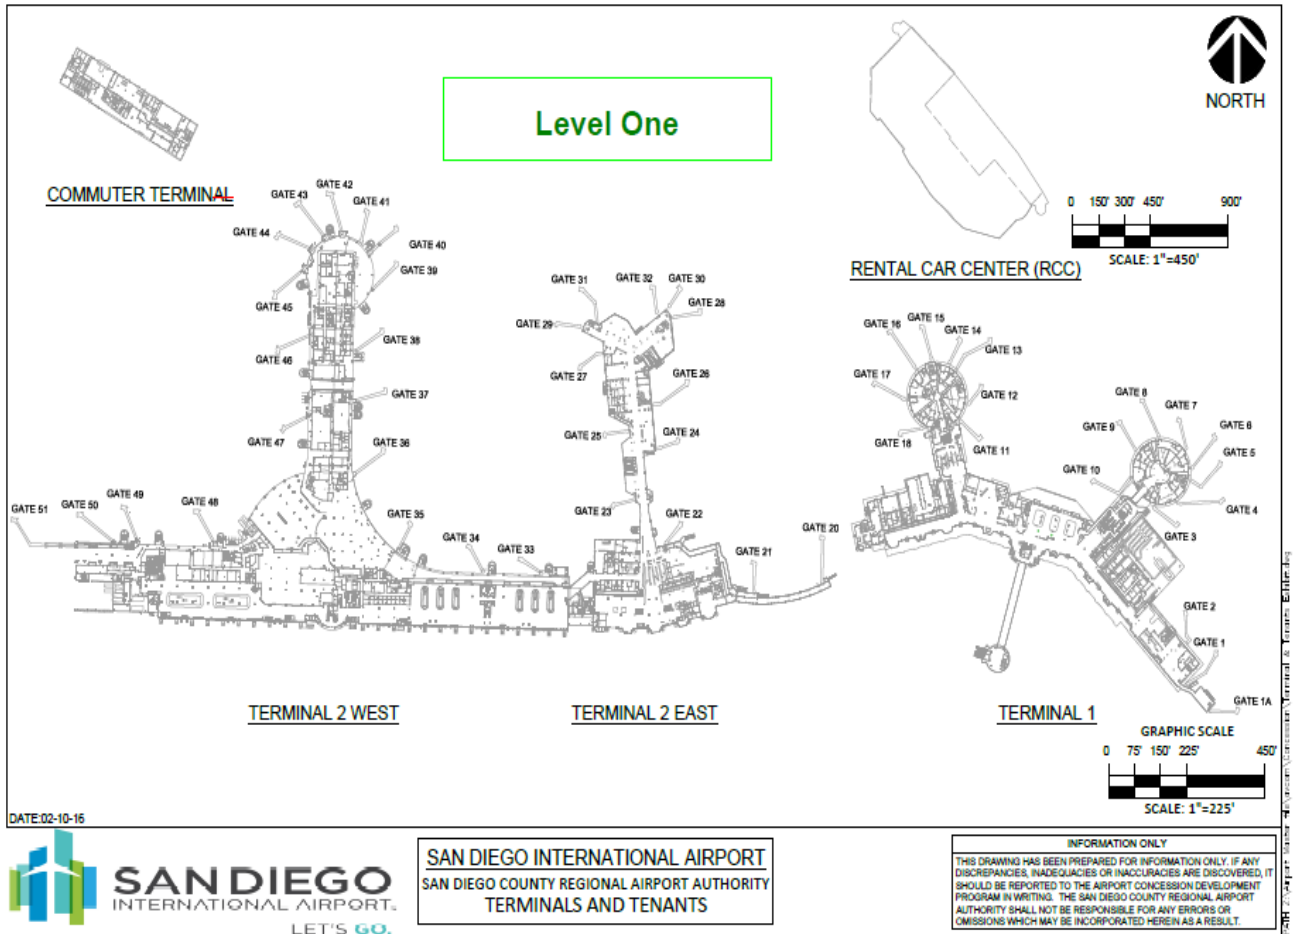 Level One
NORTH
COMMUTER TERMINAL
0 150' 300' 450' 900'
SCALE: 1"=450'
RENTAL CAR CENTER (RCC)
GATE 42
GATE 43
GATE 41
GATE 44
GATE 40
GATE 39
GATE 45
GATE 38
GATE 46
GATE 37
GATE 47
GATE 36
GATE 51
GATE 50
GATE 49
GATE 48
GATE 35
GATE 34
GATE 33
GATE 31
GATE 32
GATE 30
GATE 28
GATE 29
GATE 27
GATE 26
GATE 25
GATE 24
GATE 23
GATE 22
GATE 21
GATE 20
GATE 16
GATE 15
GATE 14
GATE 13
GATE 17
GATE 12
GATE 18
GATE 11
GATE 8
GATE 7
GATE 9
GATE 6
GATE 5
GATE 10
GATE 4
GATE 3
GATE 2
GATE 1
GATE 1A
TERMINAL 2 WEST
TERMINAL 2 EAST
TERMINAL 1
GRAPHIC SCALE
0 75' 150' 225' 450'
SCALE: 1"=225'
DATE:02-10-16
SAN DIEGO
INTERNATIONAL AIRPORT.
LET'S GO.
SAN DIEGO INTERNATIONAL AIRPORT
SAN DIEGO COUNTY REGIONAL AIRPORT AUTHORITY
TERMINALS AND TENANTS
INFORMATION ONLY
THIS DRAWING HAS BEEN PREPARED FOR INFORMATION ONLY. IF ANY
DISCREPANCIES, INADEQUACIES OR INACCURACIES ARE DISCOVERED, IT
SHOULD BE REPORTED TO THE AIRPORT CONCESSION DEVELOPMENT
PROGRAM IN WRITING. THE SAN DIEGO COUNTY REGIONAL AIRPORT
AUTHORITY SHALL NOT BE RESPONSIBLE FOR ANY ERRORS OR
OMISSIONS WHICH MAY BE INCORPORATED HEREIN AS A RESULT.